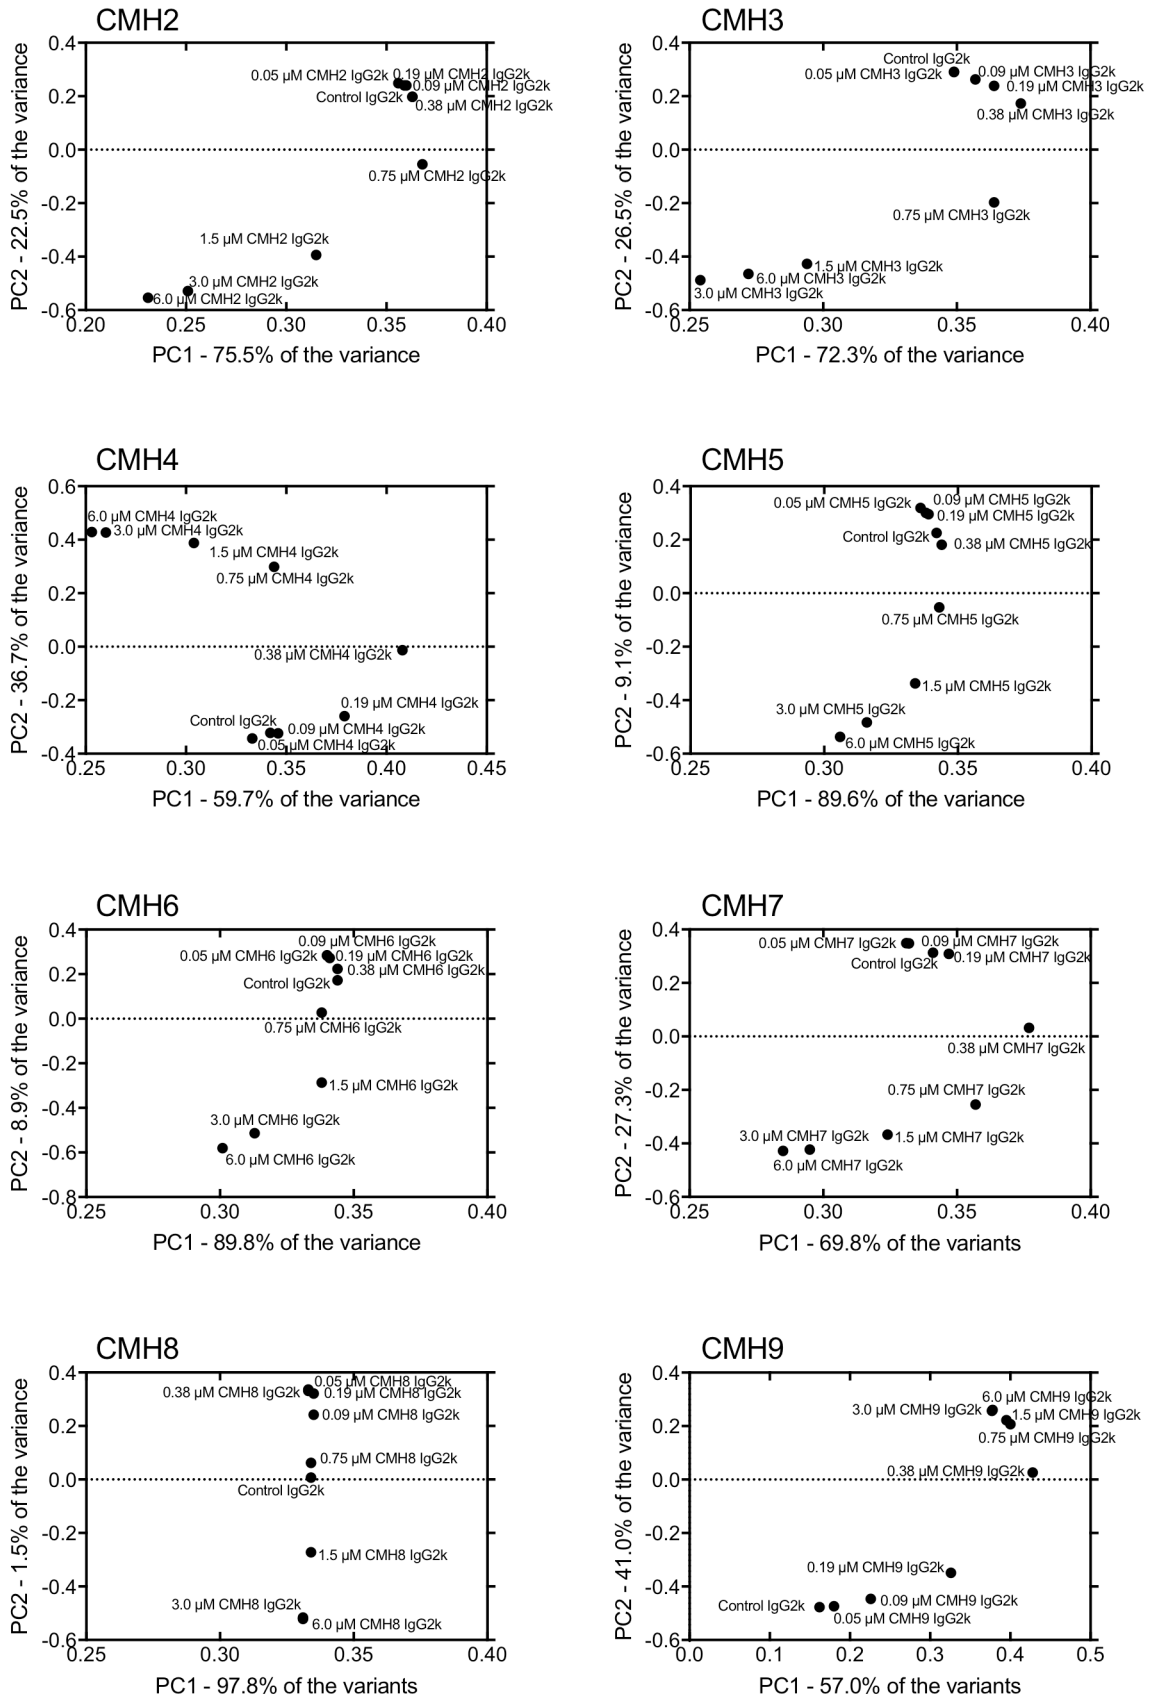 CMH2
0.4
0.2
0.0
-0.2
-0.4
-0.6
PC2 - 22.5% of the variance
0.05 µM CMH2 IgG2k
0.19 µM CMH2 IgG2k
0.09 µM CMH2 IgG2k
Control IgG2k
0.38 µM CMH2 IgG2k
0.75 µM CMH2 IgG2k
1.5 µM CMH2 IgG2k
3.0 µM CMH2 IgG2k
6.0 µM CMH2 IgG2k
0.20 0.25 0.30 0.35 0.40
PC1 - 75.5% of the variance
CMH3
0.4
0.2
0.0
-0.2
-0.4
-0.6
PC2 - 26.5% of the variance
Control IgG2k
0.05 µM CMH3 IgG2k
0.09 µM CMH3 IgG2k
0.19 µM CMH3 IgG2k
0.38 µM CMH3 IgG2k
0.75 µM CMH3 IgG2k
1.5 µM CMH3 IgG2k
6.0 µM CMH3 IgG2k
3.0 µM CMH3 IgG2k
0.25 0.30 0.35 0.40
PC1 - 72.3% of the variance
CMH4
0.6
0.4
0.2
0.0
-0.2
-0.4
PC2 - 36.7% of the variance
6.0 µM CMH4 IgG2k
3.0 µM CMH4 IgG2k
1.5 µM CMH4 IgG2k
0.75 µM CMH4 IgG2k
0.38 µM CMH4 IgG2k
0.19 µM CMH4 IgG2k
Control IgG2k
0.09 µM CMH4 IgG2k
0.05 µM CMH4 IgG2k
0.25 0.30 0.35 0.40 0.45
PC1 - 59.7% of the variance
CMH5
0.4
0.2
0.0
-0.2
-0.4
-0.6
PC2 - 9.1% of the variance
0.05 µM CMH5 IgG2k
0.09 µM CMH5 IgG2k
0.19 µM CMH5 IgG2k
Control IgG2k
0.38 µM CMH5 IgG2k
0.75 µM CMH5 IgG2k
1.5 µM CMH5 IgG2k
3.0 µM CMH5 IgG2k
6.0 µM CMH5 IgG2k
0.25 0.30 0.35 0.40
PC1 - 89.6% of the variance
CMH6
0.4
0.2
0.0
-0.2
-0.4
-0.6
-0.8
PC2 - 8.9% of the variance
0.09 µM CMH6 IgG2k
0.05 µM CMH6 IgG2k
0.19 µM CMH6 IgG2k
0.38 µM CMH6 IgG2k
Control IgG2k
0.75 µM CMH6 IgG2k
1.5 µM CMH6 IgG2k
3.0 µM CMH6 IgG2k
6.0 µM CMH6 IgG2k
0.25 0.30 0.35 0.40
PC1 - 89.8% of the variance
CMH7
0.4
0.2
0.0
-0.2
-0.4
-0.6
PC2 - 27.3% of the variance
0.05 µM CMH7 IgG2k
0.09 µM CMH7 IgG2k
Control IgG2k
0.19 µM CMH7 IgG2k
0.38 µM CMH7 IgG2k
0.75 µM CMH7 IgG2k
3.0 µM CMH7 IgG2k
1.5 µM CMH7 IgG2k
6.0 µM CMH7 IgG2k
0.25 0.30 0.35 0.40
PC1 - 69.8% of the variants
CMH8
0.4
0.2
0.0
-0.2
-0.4
-0.6
PC2 - 1.5% of the variance
0.05 µM CMH8 IgG2k
0.38 µM CMH8 IgG2k
0.19 µM CMH8 IgG2k
0.09 µM CMH8 IgG2k
0.75 µM CMH8 IgG2k
Control IgG2k
1.5 µM CMH8 IgG2k
3.0 µM CMH8 IgG2k
6.0 µM CMH8 IgG2k
0.25 0.30 0.35 0.40
PC1 - 97.8% of the variants
CMH9
0.4
0.2
0.0
-0.2
-0.4
-0.6
PC2 - 41.0% of the variance
6.0 µM CMH9 IgG2k
3.0 µM CMH9 IgG2k
1.5 µM CMH9 IgG2k
0.75 µM CMH9 IgG2k
0.38 µM CMH9 IgG2k
0.19 µM CMH9 IgG2k
Control IgG2k
0.09 µM CMH9 IgG2k
0.05 µM CMH9 IgG2k
0.0 0.1 0.2 0.3 0.4 0.5
PC1 - 57.0% of the variants